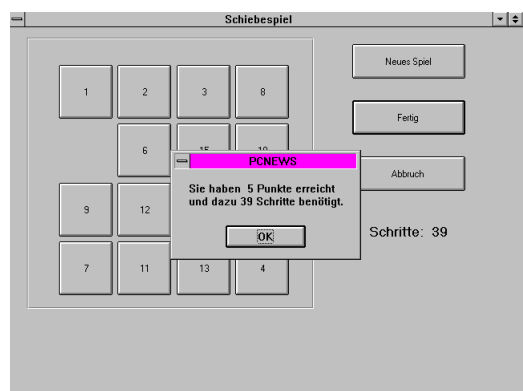 Schiebespiel
Neues Spiel
1 2 3 8
Fertig
6
PCNEWS
Abbruch
Sie haben 5 Punkte erreicht
und dazu 39 Schritte benötigt.
9 12
OK
Schritte: 39
7 11 13 4